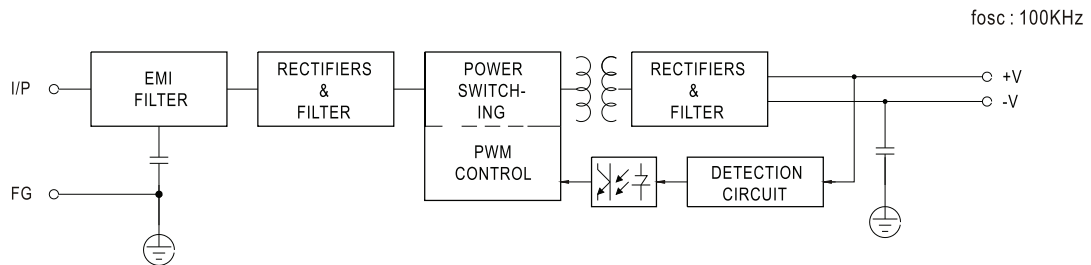 fosc : 100KHz
I/P
EMI
FILTER
RECTIFIERS
&
FILTER
POWER
SWITCH-
ING
PWM
CONTROL
RECTIFIERS
&
FILTER
+V
-V
DETECTION
CIRCUIT
FG